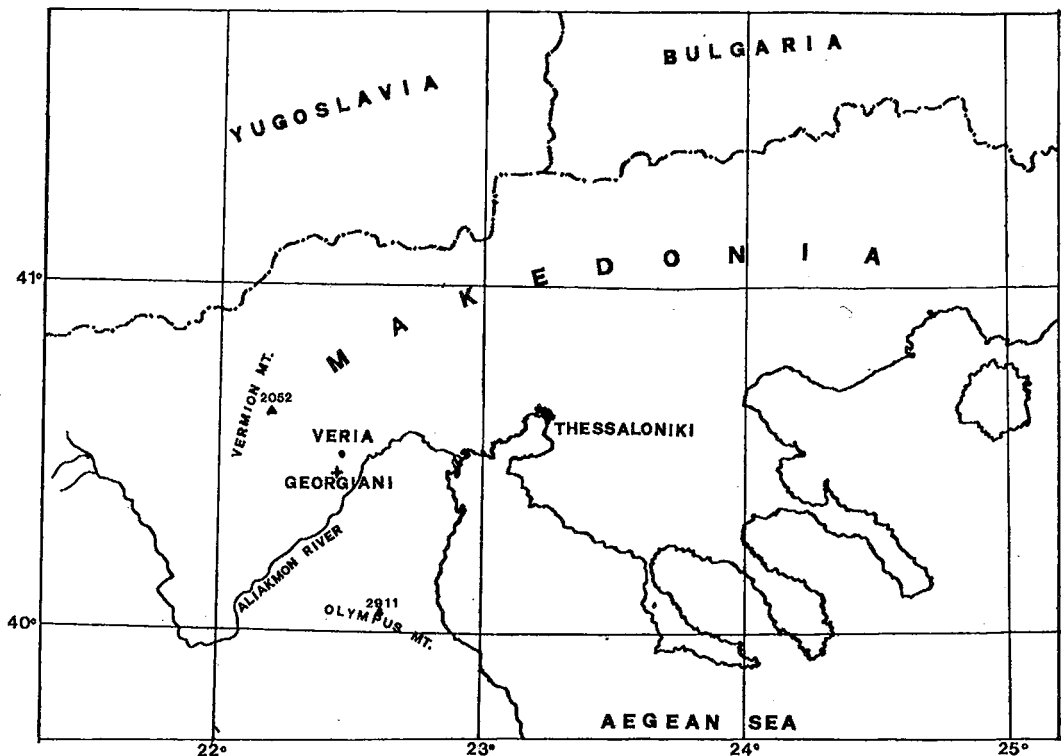 BULGARIA
YUGOSLAVIA
MAKEDONIA
41°
VERMION MT.
2052
VERIA
THESSALONIKI
GEORGIANI
ALIAKMON RIVER
2911
OLYMPUS MT.
40°
AEGEAN SEA
22°
23°
24°
25°